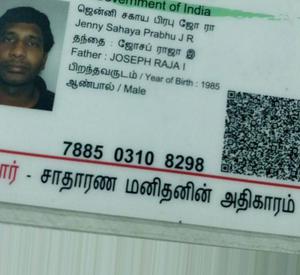 Government of India
ஜென்னி சகாய பிரபு ஜோ ரா
Jenny Sahaya Prabhu J R
தந்தை : ஜோசப் ராஜா இ
Father : JOSEPH RAJA I
பிறந்தவருடம் / Year of Birth : 1985
ஆண்பால் / Male
7885 0310 8298
- சாதாரண மனிதனின் அதிகாரம்